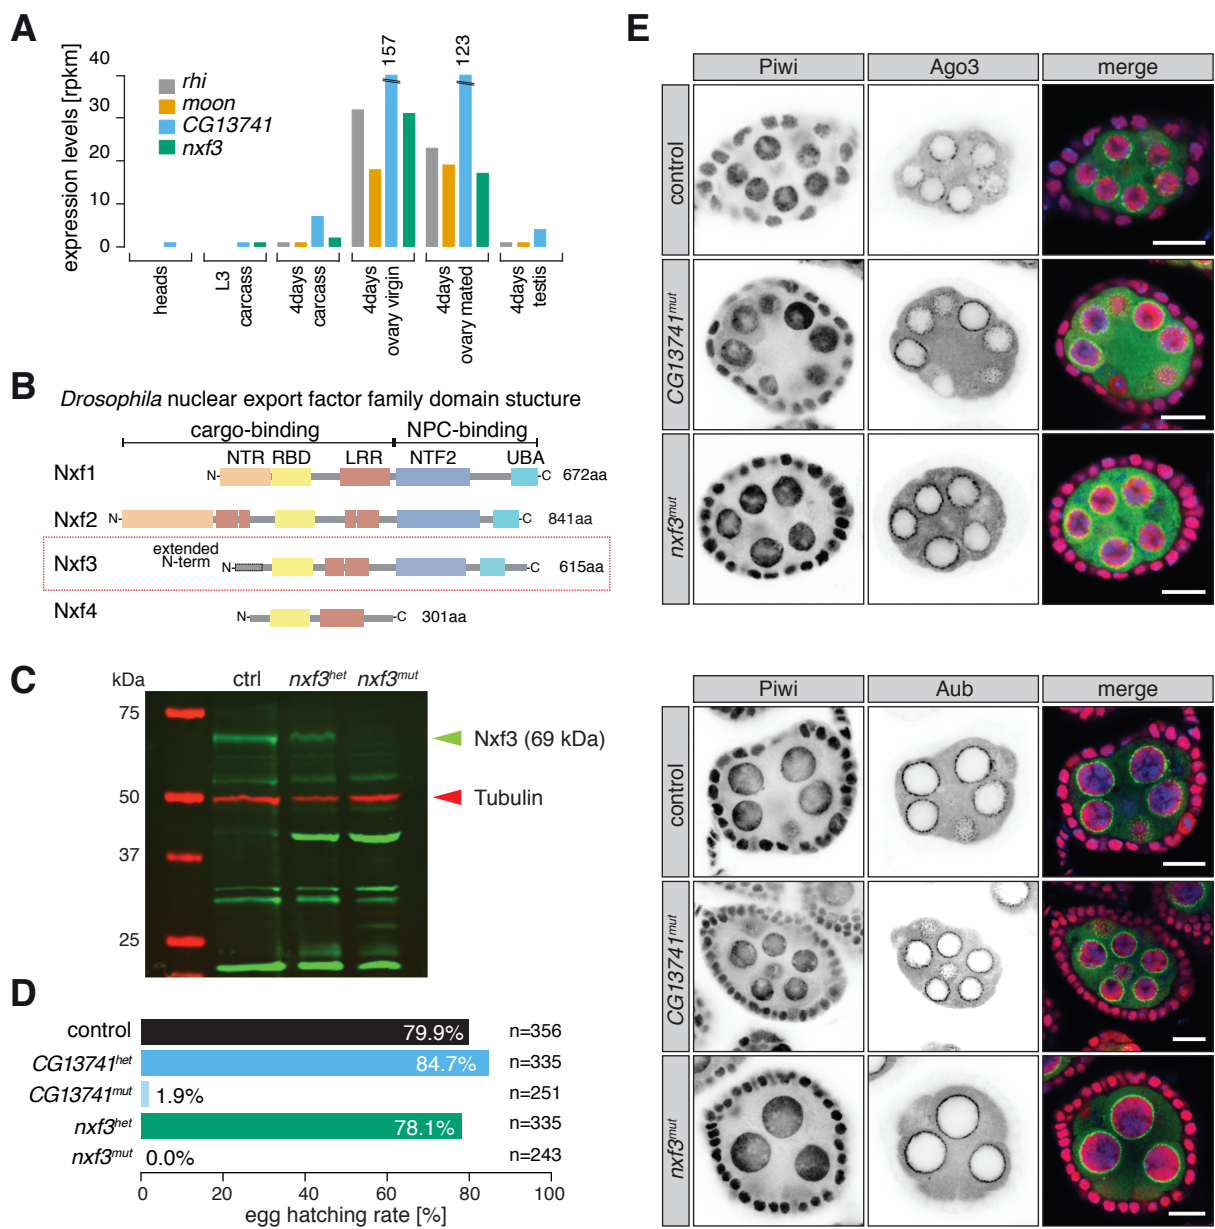 A
expression levels [rpkm]
40
30
20
10
0
rhi
moon
CG13741
nxf3
157
123
heads
L3
carcass
4days
carcass
4days
ovary virgin
4days
ovary mated
4days
testis
B
Drosophila nuclear export factor family domain stucture
cargo-binding
NPC-binding
NTR RBD LRR NTF2 UBA
Nxf1 N- -C 672aa
Nxf2 N- -C 841aa
Nxf3 extended
N-term N- -C 615aa
Nxf4 N- -C 301aa
C
kDa ctrl nxf3het nxf3mut
75
Nxf3 (69 kDa)
50
Tubulin
37
25
D
control 79.9% n=356
CG13741het 84.7% n=335
CG13741mut 1.9% n=251
nxf3het 78.1% n=335
nxf3mut 0.0% n=243
0 20 40 60 80 100
egg hatching rate [%]
E
Piwi Ago3 merge
control
CG13741mut
nxf3mut
Piwi Aub merge
control
CG13741mut
nxf3mut